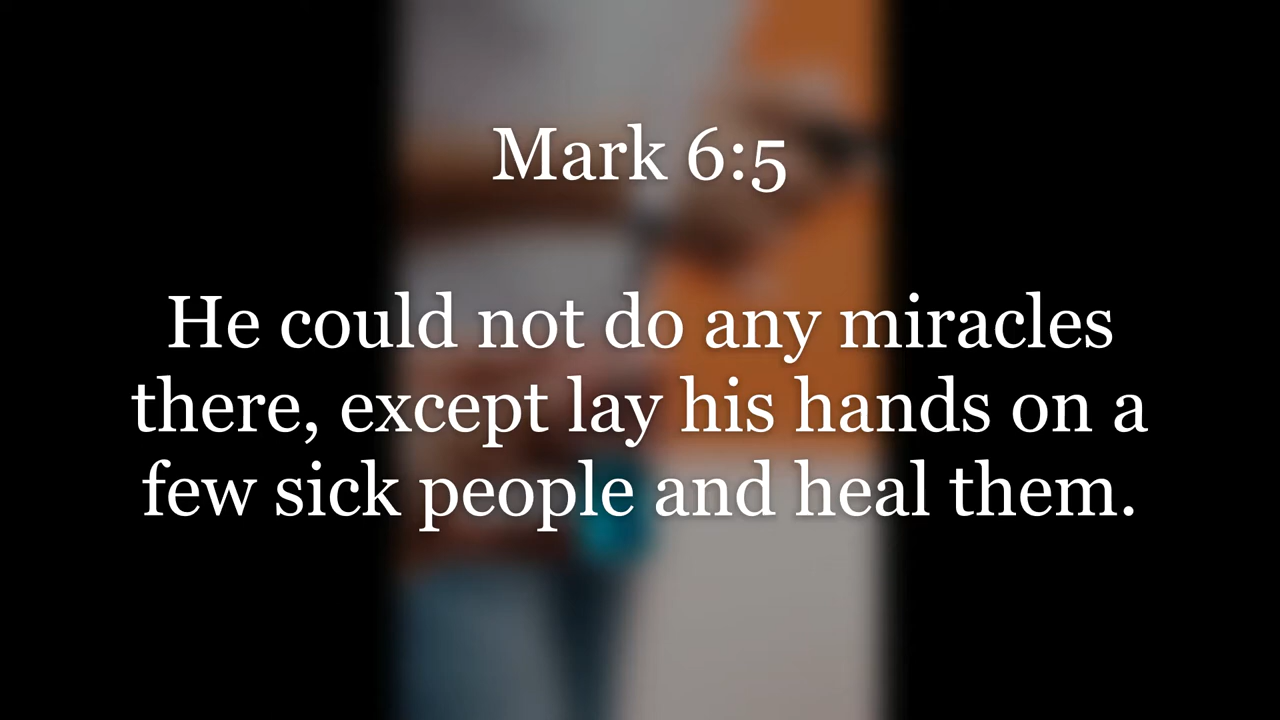 Mark 6:5
He could not do any miracles
there, except lay his hands on a
few sick people and heal them.